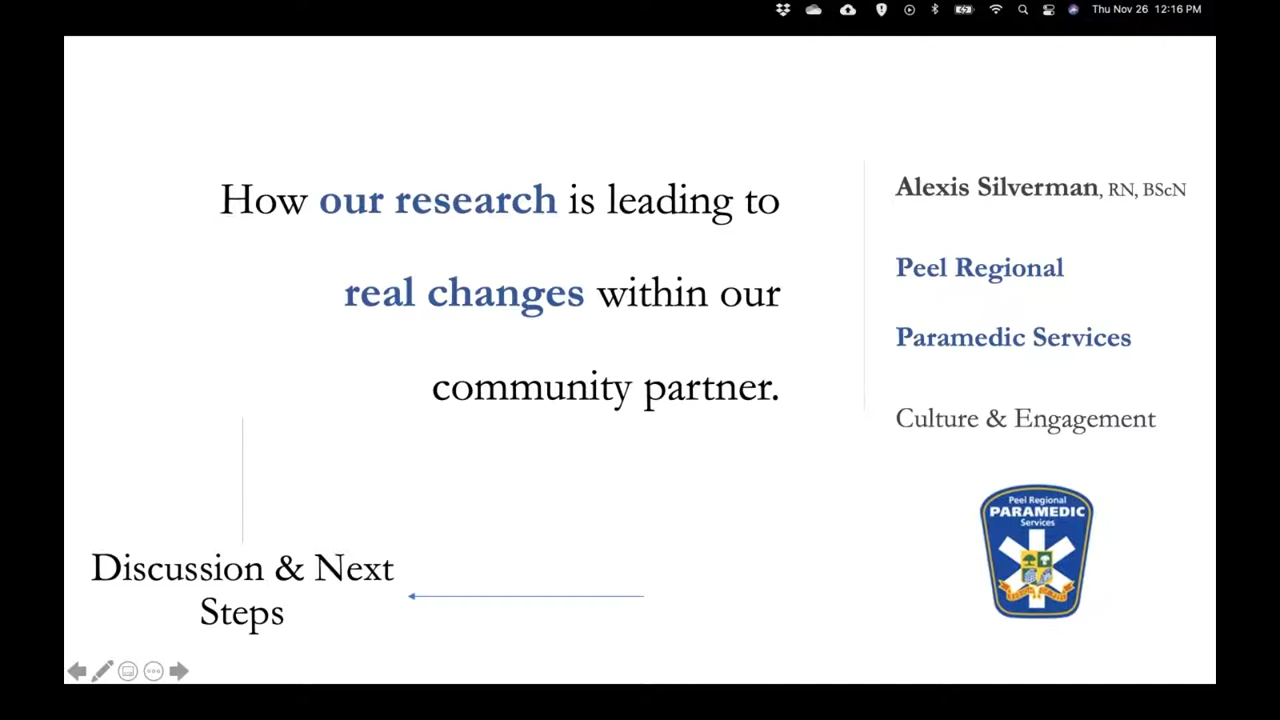 Thu Nov 26 12:16 PM
How our research is leading to
real changes within our
community partner.
Alexis Silverman, RN, BScN
Peel Regional
Paramedic Services
Culture & Engagement
Peel Regional
PARAMEDIC
Services
Discussion & Next
Steps